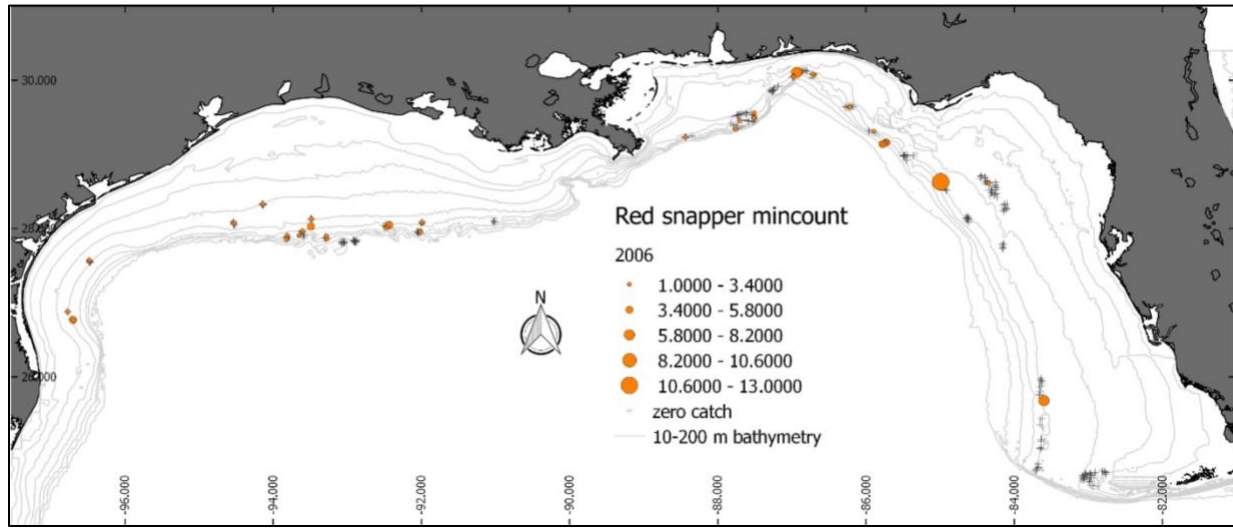 30.000
28.000
26.000
Red snapper mincount
2006
1.0000 - 3.4000
3.4000 - 5.8000
5.8000 - 8.2000
8.2000 - 10.6000
10.6000 - 13.0000
zero catch
10-200 m bathymetry
N
-96.000
-94.000
-92.000
-90.000
-88.000
-86.000
-84.000
-82.000